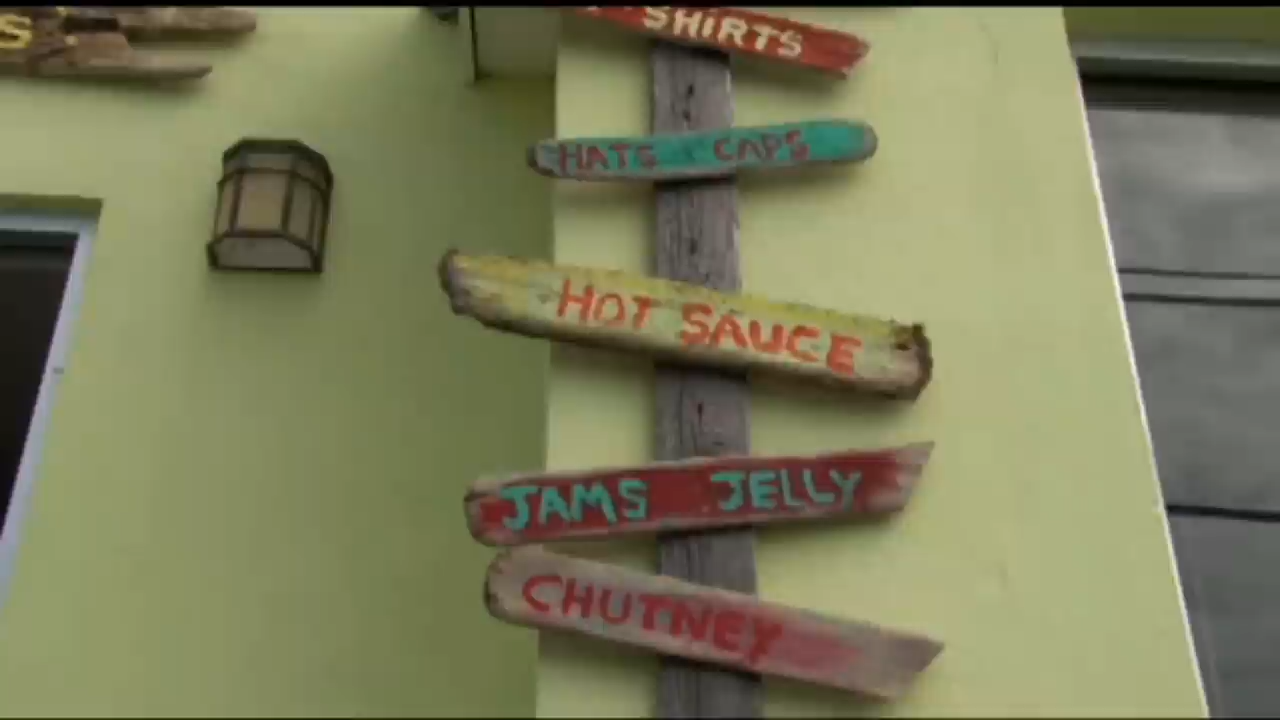 S
SHIRTS
HATS CAPS
HOT SAUCE
JAMS JELLY
CHUTNEY